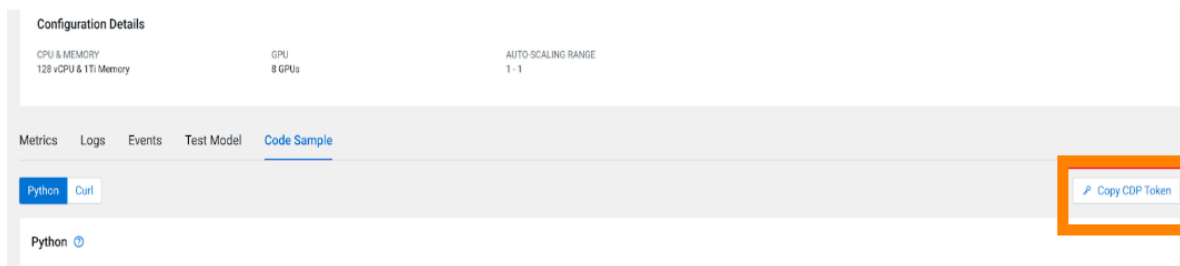 Configuration Details
CPU & MEMORY GPU AUTO-SCALING RANGE
128 vCPU & 1Ti Memory 8 GPUs 1 - 1
Metrics Logs Events Test Model Code Sample
Python Curl Copy CDP Token
Python